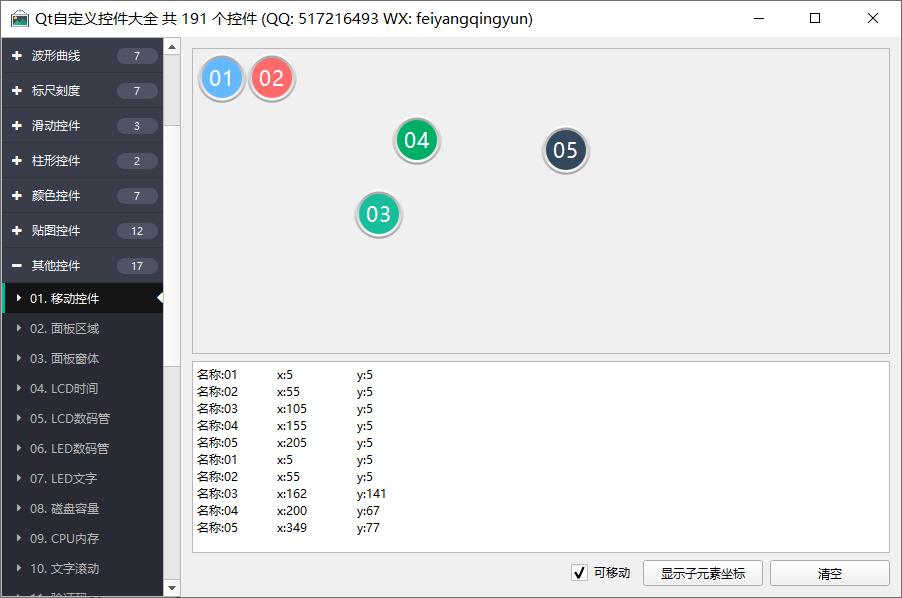 Qt自定义控件大全 共 191 个控件 (QQ: 517216493 WX: feiyangqingyun)
波形曲线 7
标尺刻度 7
滑动控件 3
柱形控件 2
颜色控件 7
贴图控件 12
其他控件 17
01. 移动控件
02. 面板区域
03. 面板窗体
04. LCD时间
05. LCD数码管
06. LED数码管
07. LED文字
08. 磁盘容量
09. CPU内存
10. 文字滚动
01 02
04
05
03
名称:01 x:5 y:5
名称:02 x:55 y:5
名称:03 x:105 y:5
名称:04 x:155 y:5
名称:05 x:205 y:5
名称:01 x:5 y:5
名称:02 x:55 y:5
名称:03 x:162 y:141
名称:04 x:200 y:67
名称:05 x:349 y:77
可移动 显示子元素坐标 清空